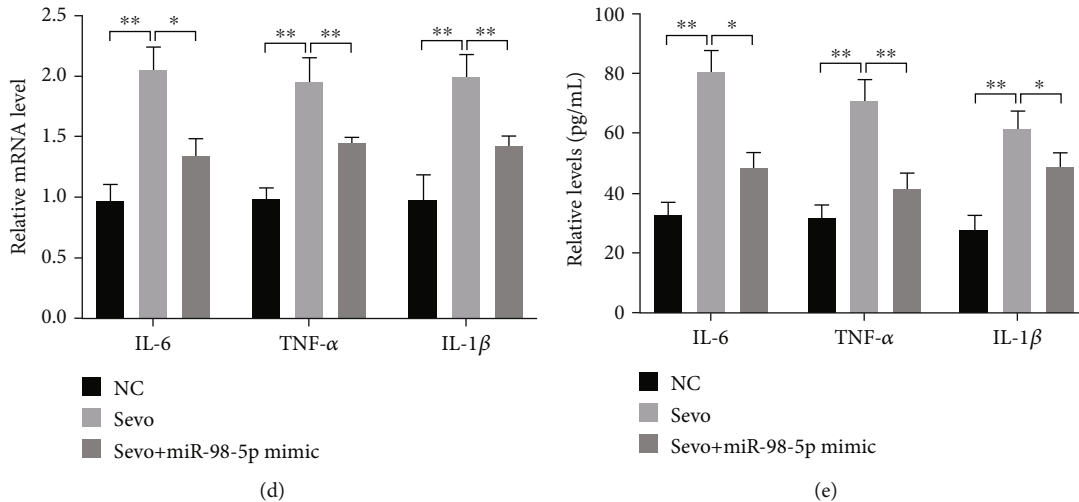 Relative mRNA level
2.5
2.0
1.5
1.0
0.5
0.0
** *
** **
** **
IL-6 TNF-α IL-1β
NC
Sevo
Sevo+miR-98-5p mimic
(d)
Relative levels (pg/mL)
100
80
60
40
20
0
** *
** **
** *
IL-6 TNF-α IL-1β
NC
Sevo
Sevo+miR-98-5p mimic
(e)